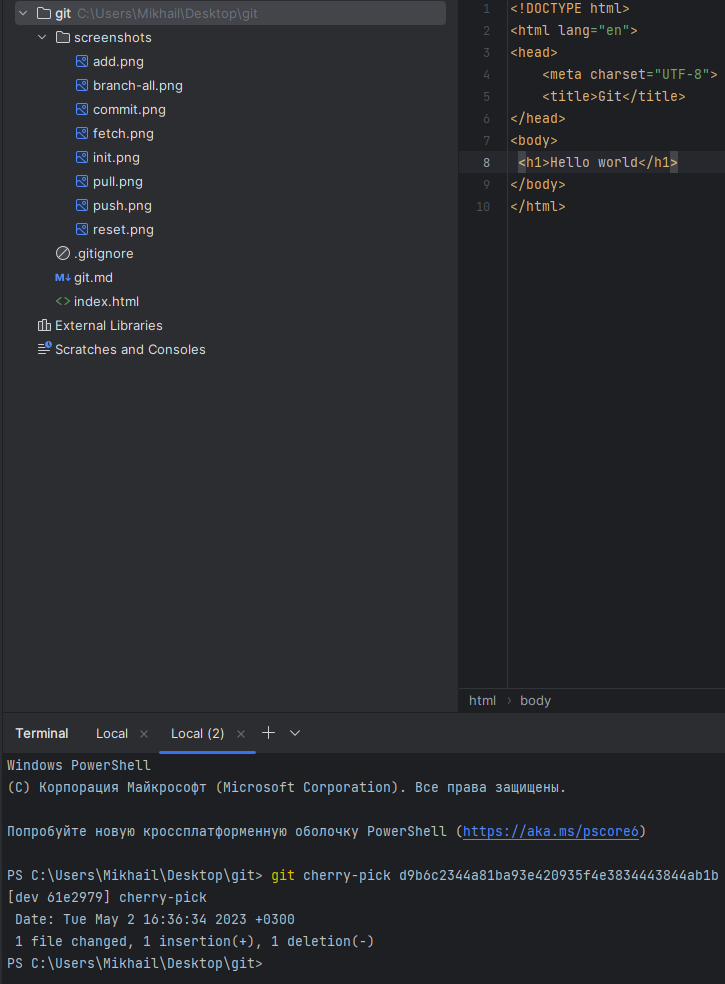 git C:\Users\Mikhail\Desktop\git
screenshots
add.png
branch-all.png
commit.png
fetch.png
init.png
pull.png
push.png
reset.png
.gitignore
M↓ git.md
<> index.html
External Libraries
Scratches and Consoles
1 <!DOCTYPE html>
2 <html lang="en">
3 <head>
4     <meta charset="UTF-8">
5     <title>Git</title>
6 </head>
7 <body>
8  <h1>Hello world</h1>
9 </body>
10 </html>
html › body
Terminal Local × Local (2) × +
Windows PowerShell
(C) Корпорация Майкрософт (Microsoft Corporation). Все права защищены.
Попробуйте новую кроссплатформенную оболочку PowerShell (https://aka.ms/pscore6)
PS C:\Users\Mikhail\Desktop\git> git cherry-pick d9b6c2344a81ba93e420935f4e3834443844ab1b
[dev 61e2979] cherry-pick
 Date: Tue May 2 16:36:34 2023 +0300
 1 file changed, 1 insertion(+), 1 deletion(-)
PS C:\Users\Mikhail\Desktop\git>